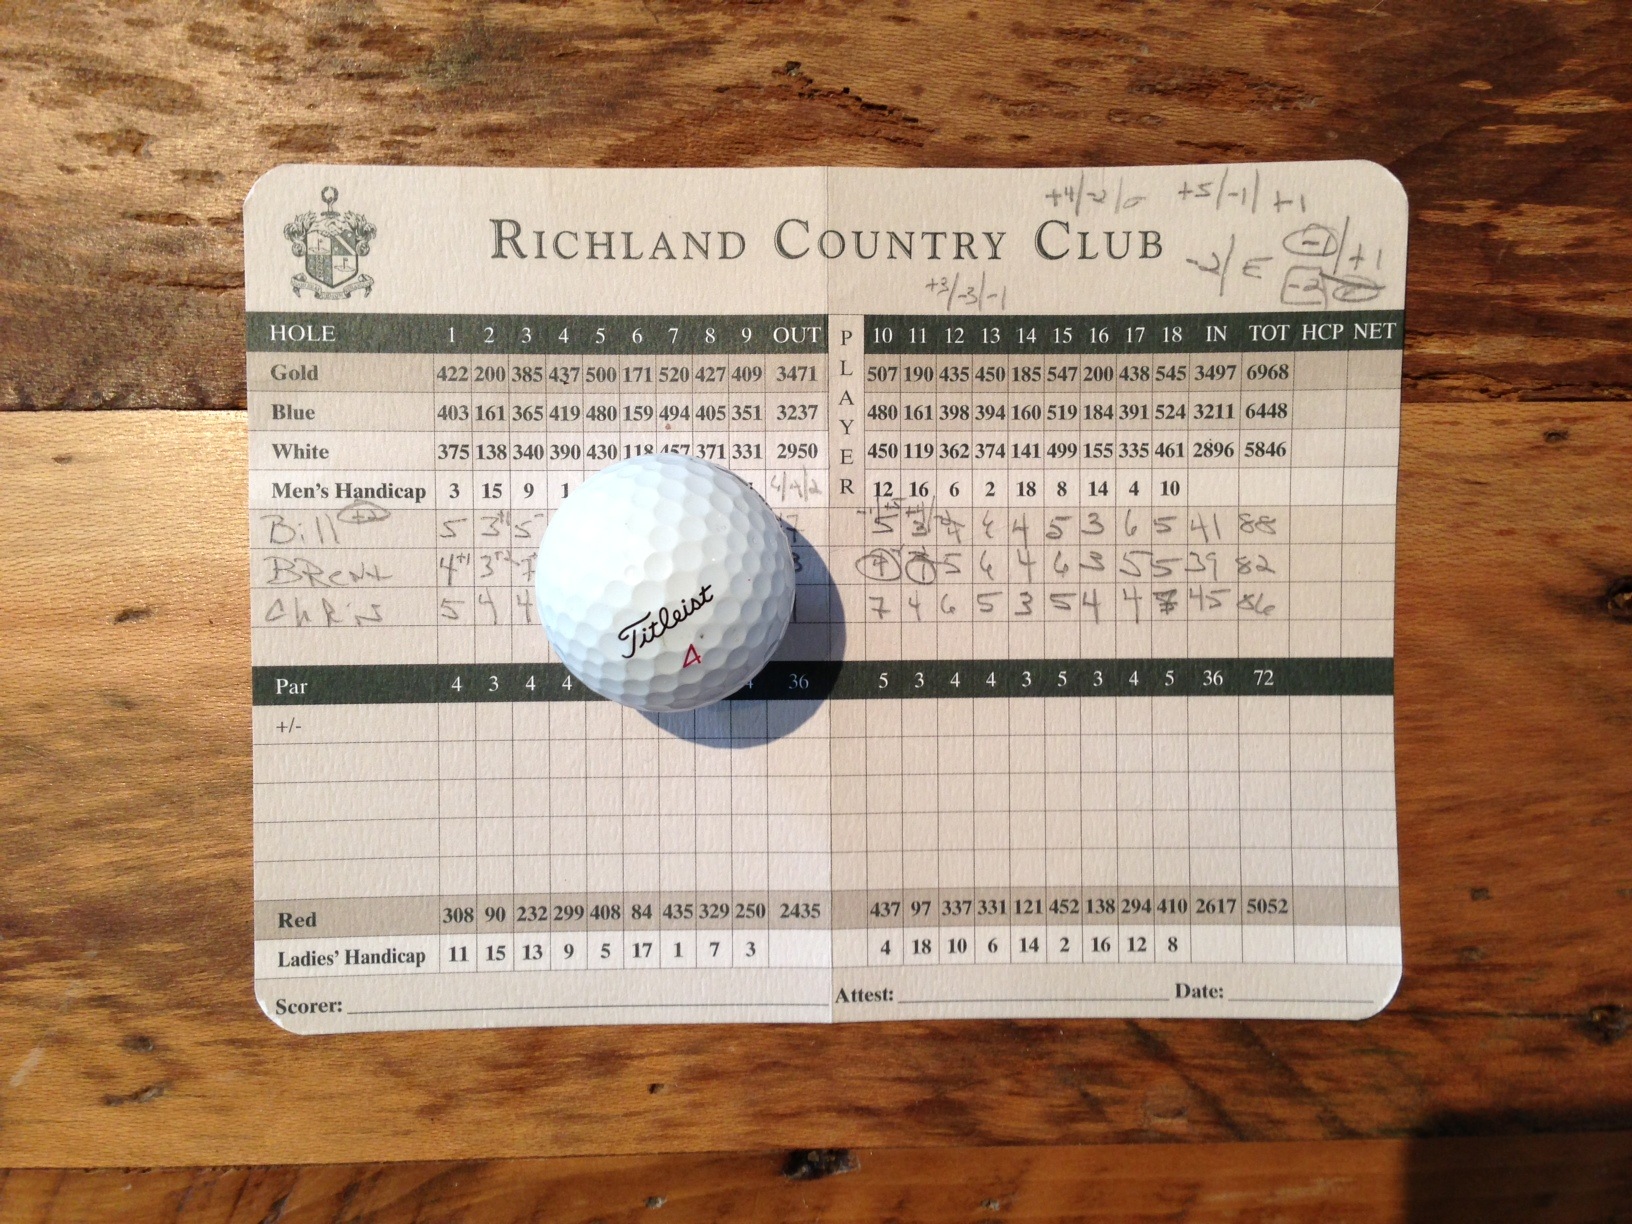 +4/-2/0 +5/-1/+1
RICHLAND COUNTRY CLUB
-2/E -1/+1
-2
+3/-3/-1
HOLE 1 2 3 4 5 6 7 8 9 OUT PLAYER 10 11 12 13 14 15 16 17 18 IN TOT HCP NET
Gold 422 200 385 437 500 171 520 427 409 3471 507 190 435 450 185 547 200 438 545 3497 6968
Blue 403 161 365 419 480 159 494 405 351 3237 480 161 398 394 160 519 184 391 524 3211 6448
White 375 138 340 390 430 118 457 371 331 2950 450 119 362 374 141 499 155 335 461 2896 5846
Men's Handicap 3 15 9 1 12 16 6 2 18 8 14 4 10
Bill 5 3 5 7 5 3 4 5 3 6 5 41 88
BRent 4+1 3 7 3 4 5 4 6 3 5 5 39 82
ChRis 5 4 4 7 4 6 5 3 5 4 4 45 86
Par 4 3 4 4 4 36 5 3 4 4 3 5 3 4 5 36 72
+/-
Red 308 90 232 299 408 84 435 329 250 2435 437 97 337 331 121 452 138 294 410 2617 5052
Ladies' Handicap 11 15 13 9 5 17 1 7 3 4 18 10 6 14 2 16 12 8
Scorer: Attest: Date:
Titleist
4